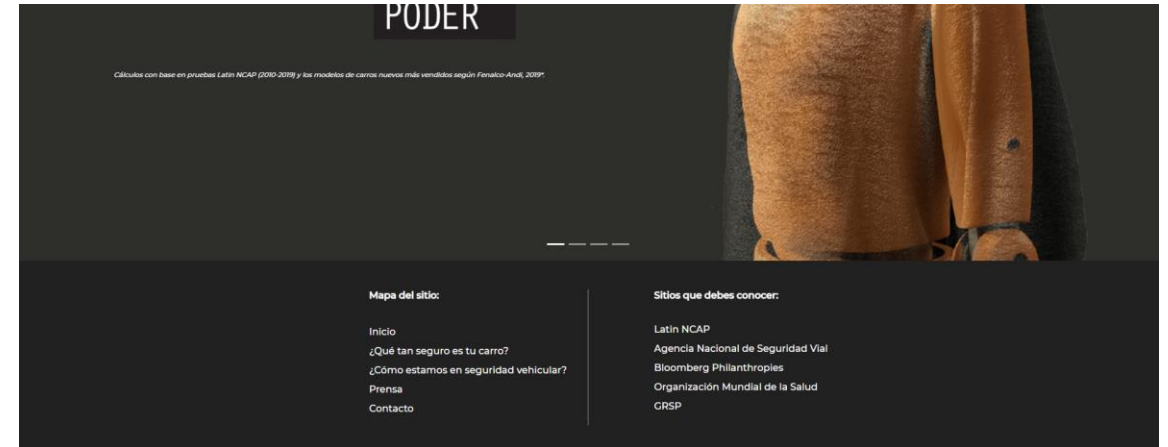 PODER
Cálculos con base en pruebas Latin NCAP (2010-2019) y los modelos de carros nuevos más vendidos según Fenalco-Andi, 2019*.
Mapa del sitio:
Inicio
¿Qué tan seguro es tu carro?
¿Cómo estamos en seguridad vehicular?
Prensa
Contacto
Sitios que debes conocer:
Latin NCAP
Agencia Nacional de Seguridad Vial
Bloomberg Philanthropies
Organización Mundial de la Salud
GRSP